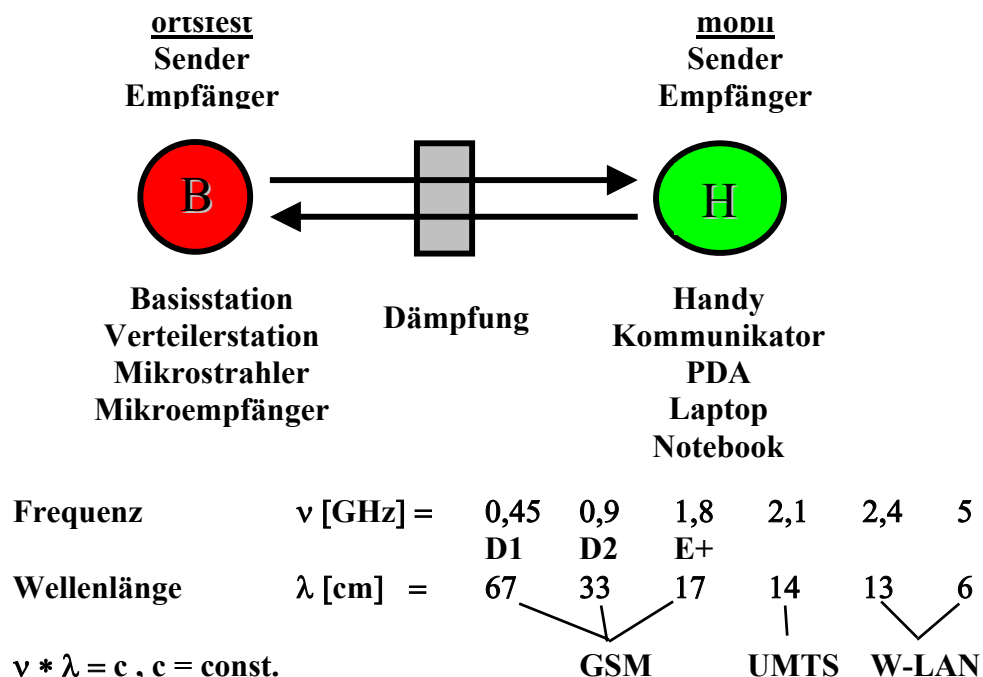 ortsfest
Sender
Empfänger
B
Basisstation
Verteilerstation
Mikrostrahler
Mikroempfänger
Dämpfung
mobil
Sender
Empfänger
H
Handy
Kommunikator
PDA
Laptop
Notebook
Frequenz ν [GHz] = 0,45 0,9 1,8 2,1 2,4 5
D1 D2 E+
Wellenlänge λ [cm] = 67 33 17 14 13 6
ν * λ = c , c = const. GSM UMTS W-LAN